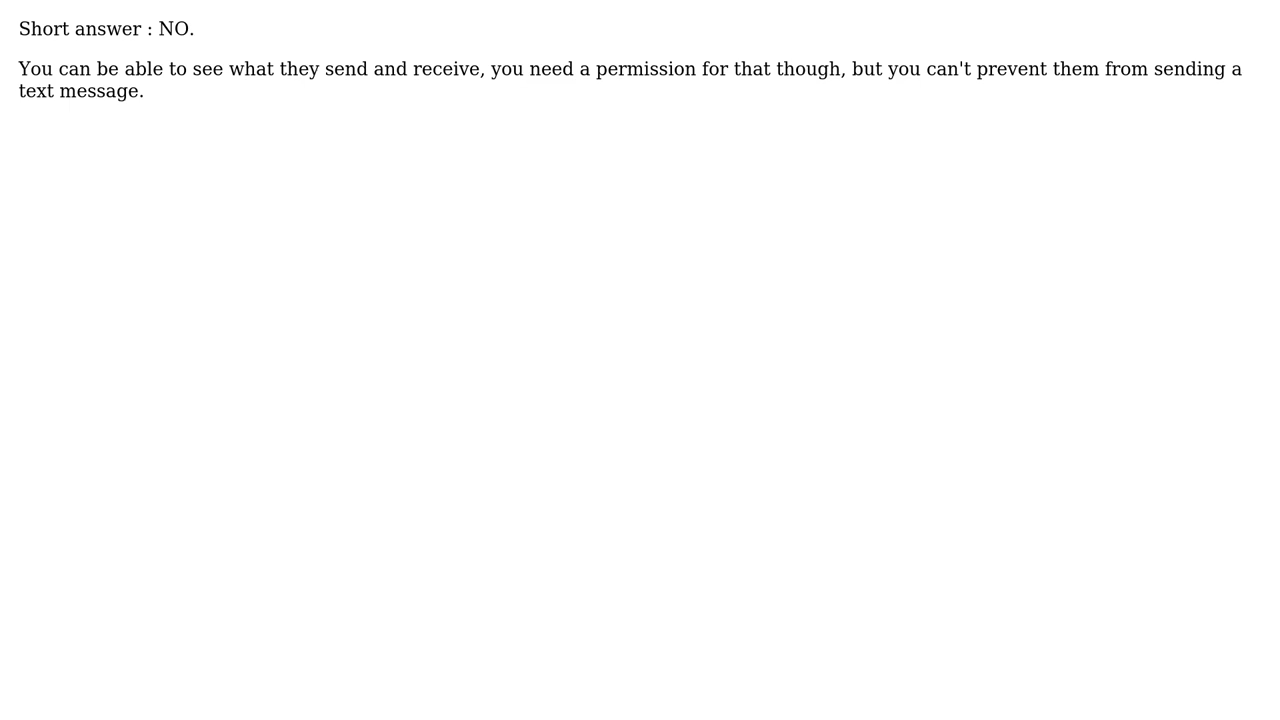 Short answer : NO.
You can be able to see what they send and receive, you need a permission for that though, but you can't prevent them from sending a
text message.